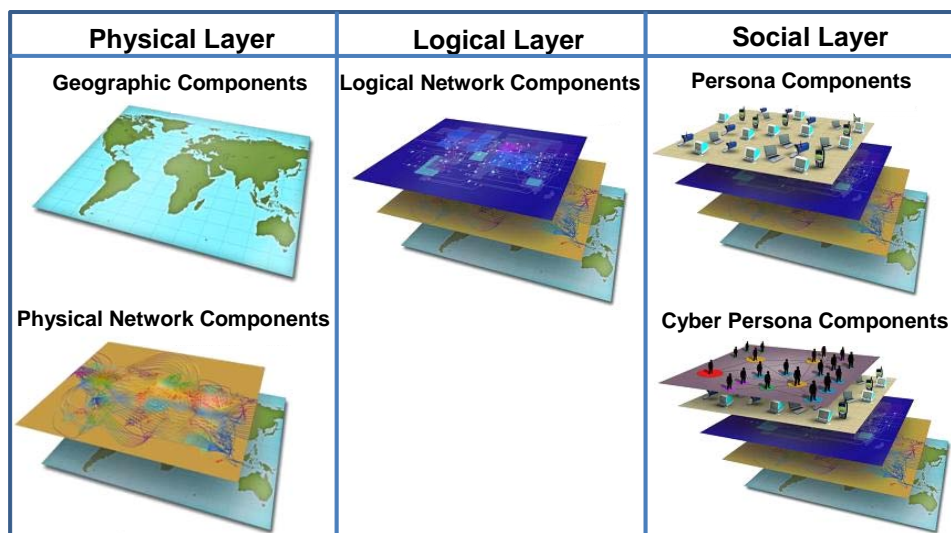 Physical Layer
Logical Layer
Social Layer
Geographic Components
Logical Network Components
Persona Components
Physical Network Components
Cyber Persona Components